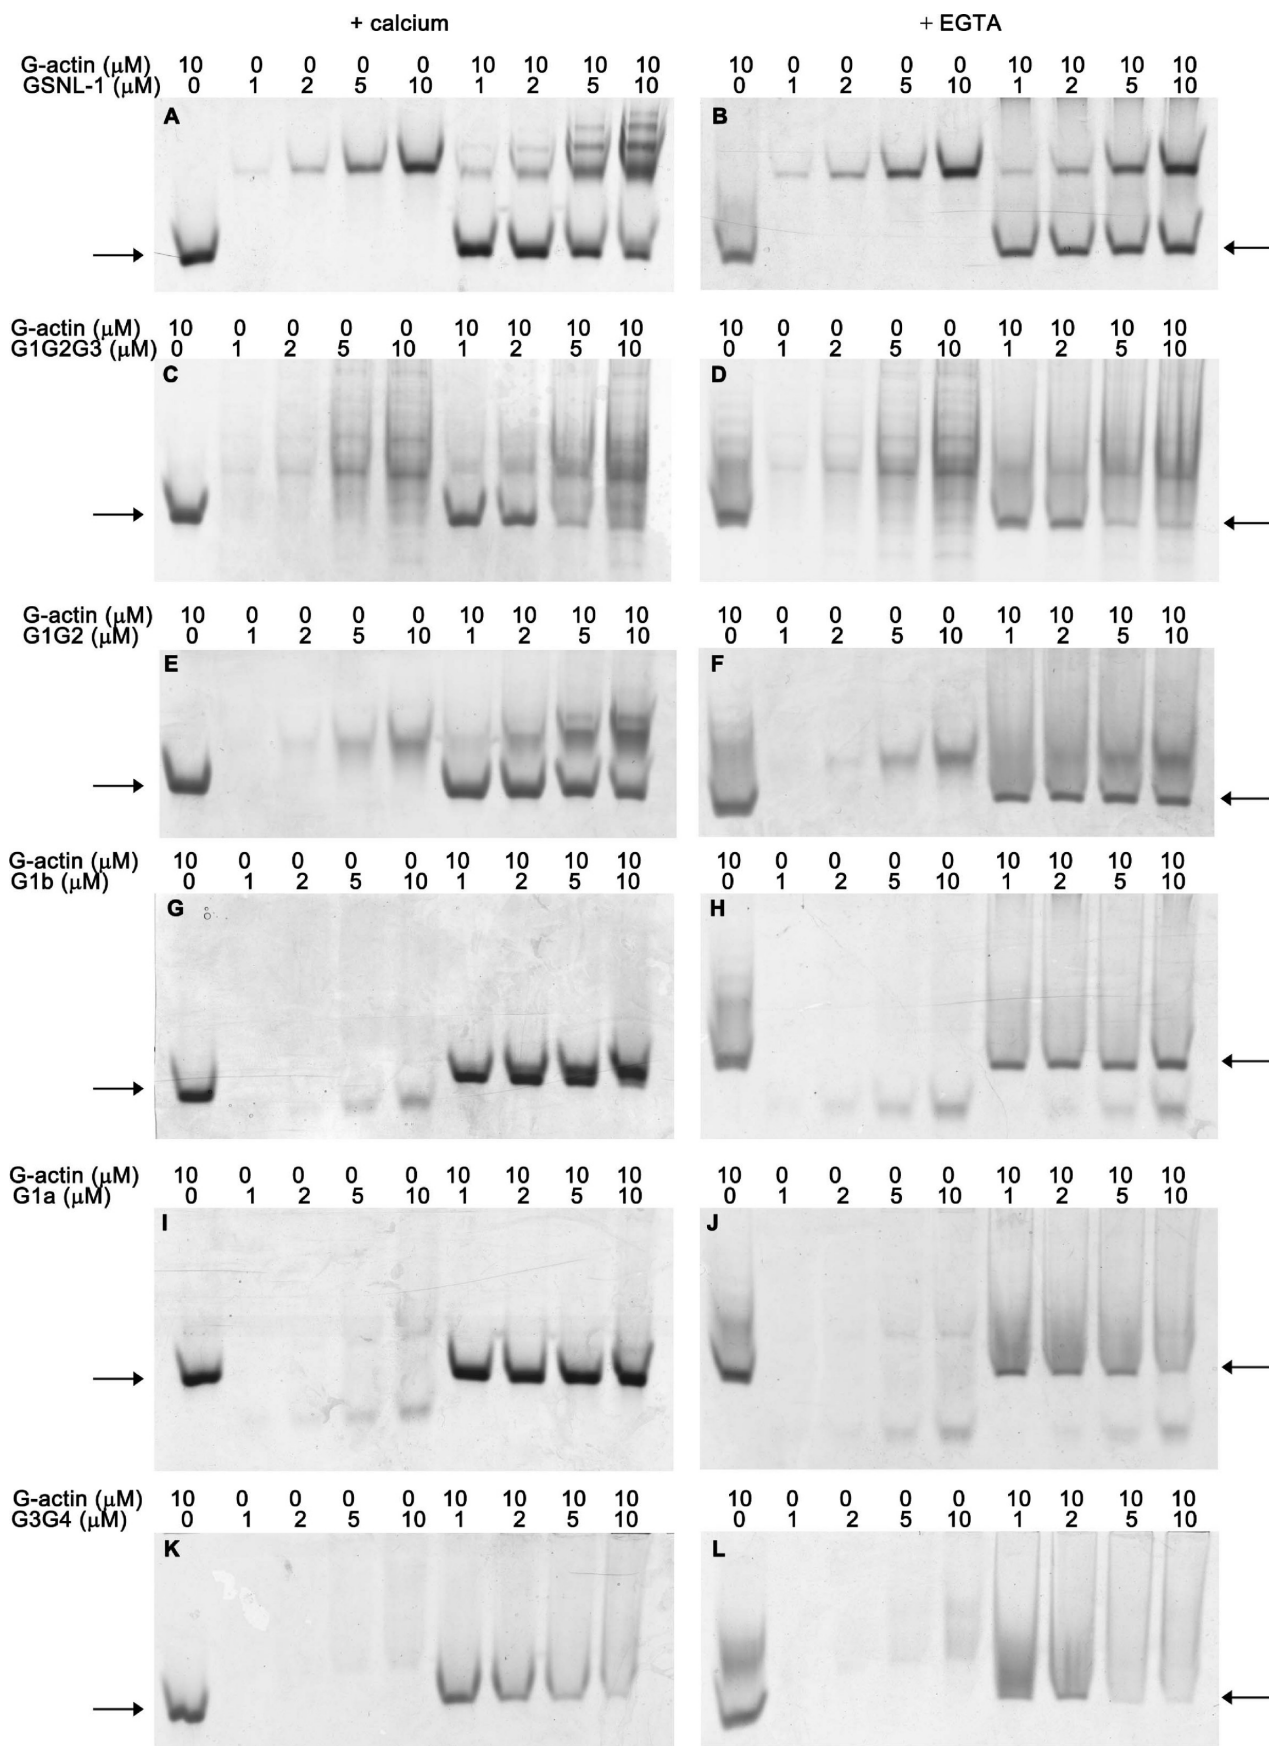 + calcium + EGTA
G-actin (µM) 10 0 0 0 0 10 10 10 10 10 0 0 0 0 10 10 10 10
GSNL-1 (µM) 0 1 2 5 10 1 2 5 10 0 1 2 5 10 1 2 5 10
A B
G-actin (µM) 10 0 0 0 0 10 10 10 10 10 0 0 0 0 10 10 10 10
G1G2G3 (µM) 0 1 2 5 10 1 2 5 10 0 1 2 5 10 1 2 5 10
C D
G-actin (µM) 10 0 0 0 0 10 10 10 10 10 0 0 0 0 10 10 10 10
G1G2 (µM) 0 1 2 5 10 1 2 5 10 0 1 2 5 10 1 2 5 10
E F
G-actin (µM) 10 0 0 0 0 10 10 10 10 10 0 0 0 0 10 10 10 10
G1b (µM) 0 1 2 5 10 1 2 5 10 0 1 2 5 10 1 2 5 10
G H
G-actin (µM) 10 0 0 0 0 10 10 10 10 10 0 0 0 0 10 10 10 10
G1a (µM) 0 1 2 5 10 1 2 5 10 0 1 2 5 10 1 2 5 10
I J
G-actin (µM) 10 0 0 0 0 10 10 10 10 10 0 0 0 0 10 10 10 10
G3G4 (µM) 0 1 2 5 10 1 2 5 10 0 1 2 5 10 1 2 5 10
K L